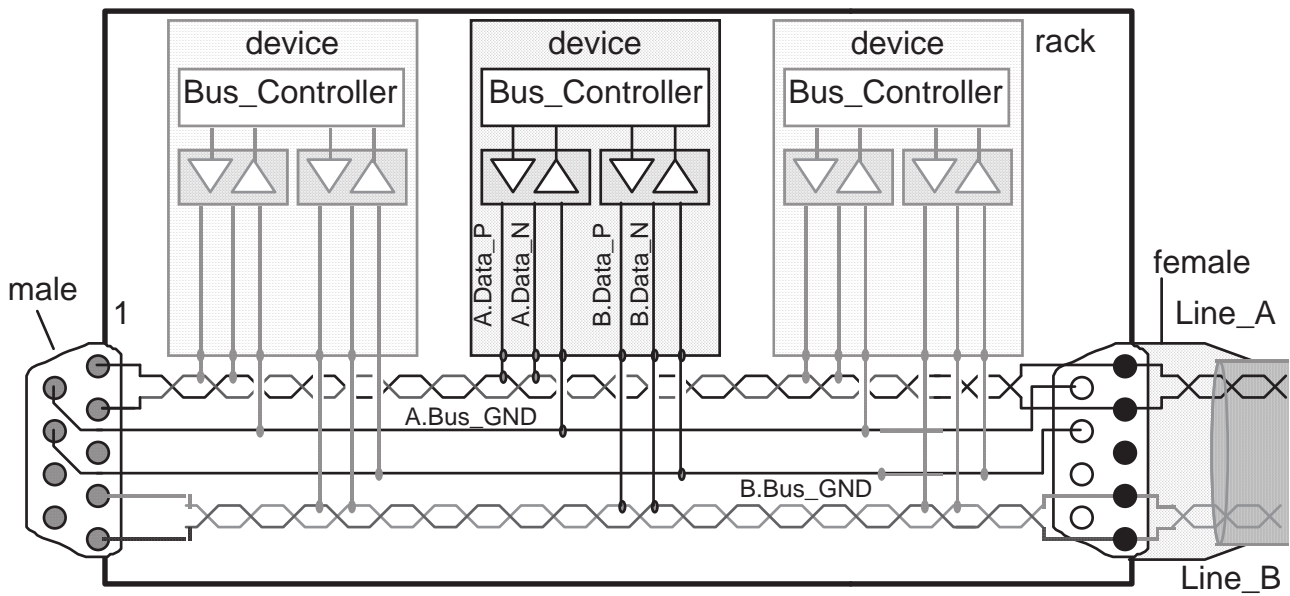 device
device
device
rack
Bus_Controller
Bus_Controller
Bus_Controller
A.Data_P
A.Data_N
B.Data_P
B.Data_N
male
1
female
Line_A
A.Bus_GND
B.Bus_GND
Line_B